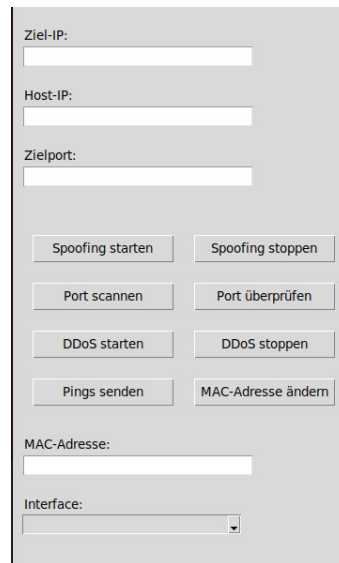 Ziel-IP:
Host-IP:
Zielport:
Spoofing starten
Spoofing stoppen
Port scannen
Port überprüfen
DDoS starten
DDoS stoppen
Pings senden
MAC-Adresse ändern
MAC-Adresse:
Interface: